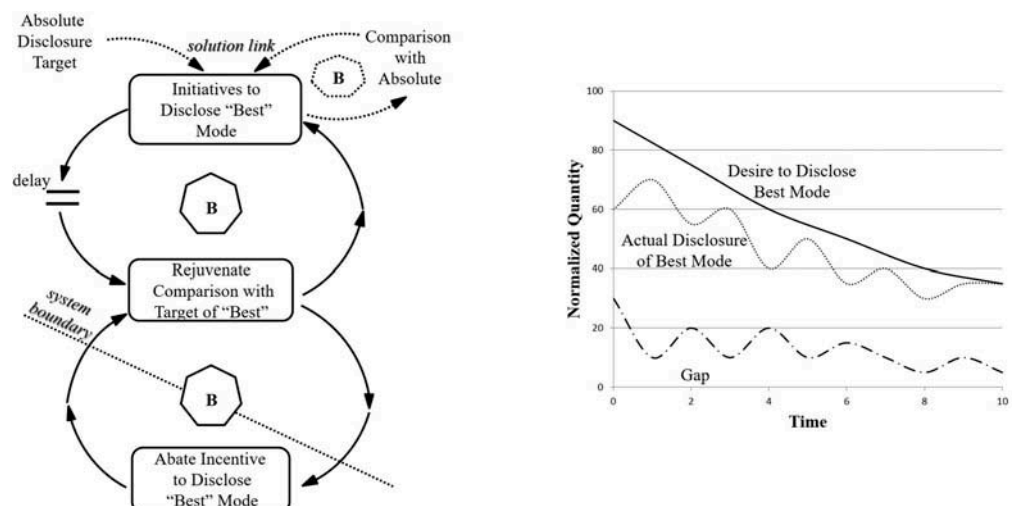 Absolute
Disclosure
Target
solution link
Comparison
with
Absolute
B
Initiatives to
Disclose “Best”
Mode
delay
B
Rejuvenate
Comparison with
Target of “Best”
system
boundary
B
Abate Incentive
to Disclose
“Best” Mode
Normalized Quantity
100
80
60
40
20
0
Desire to Disclose
Best Mode
Actual Disclosure
of Best Mode
Gap
0 2 4 6 8 10
Time